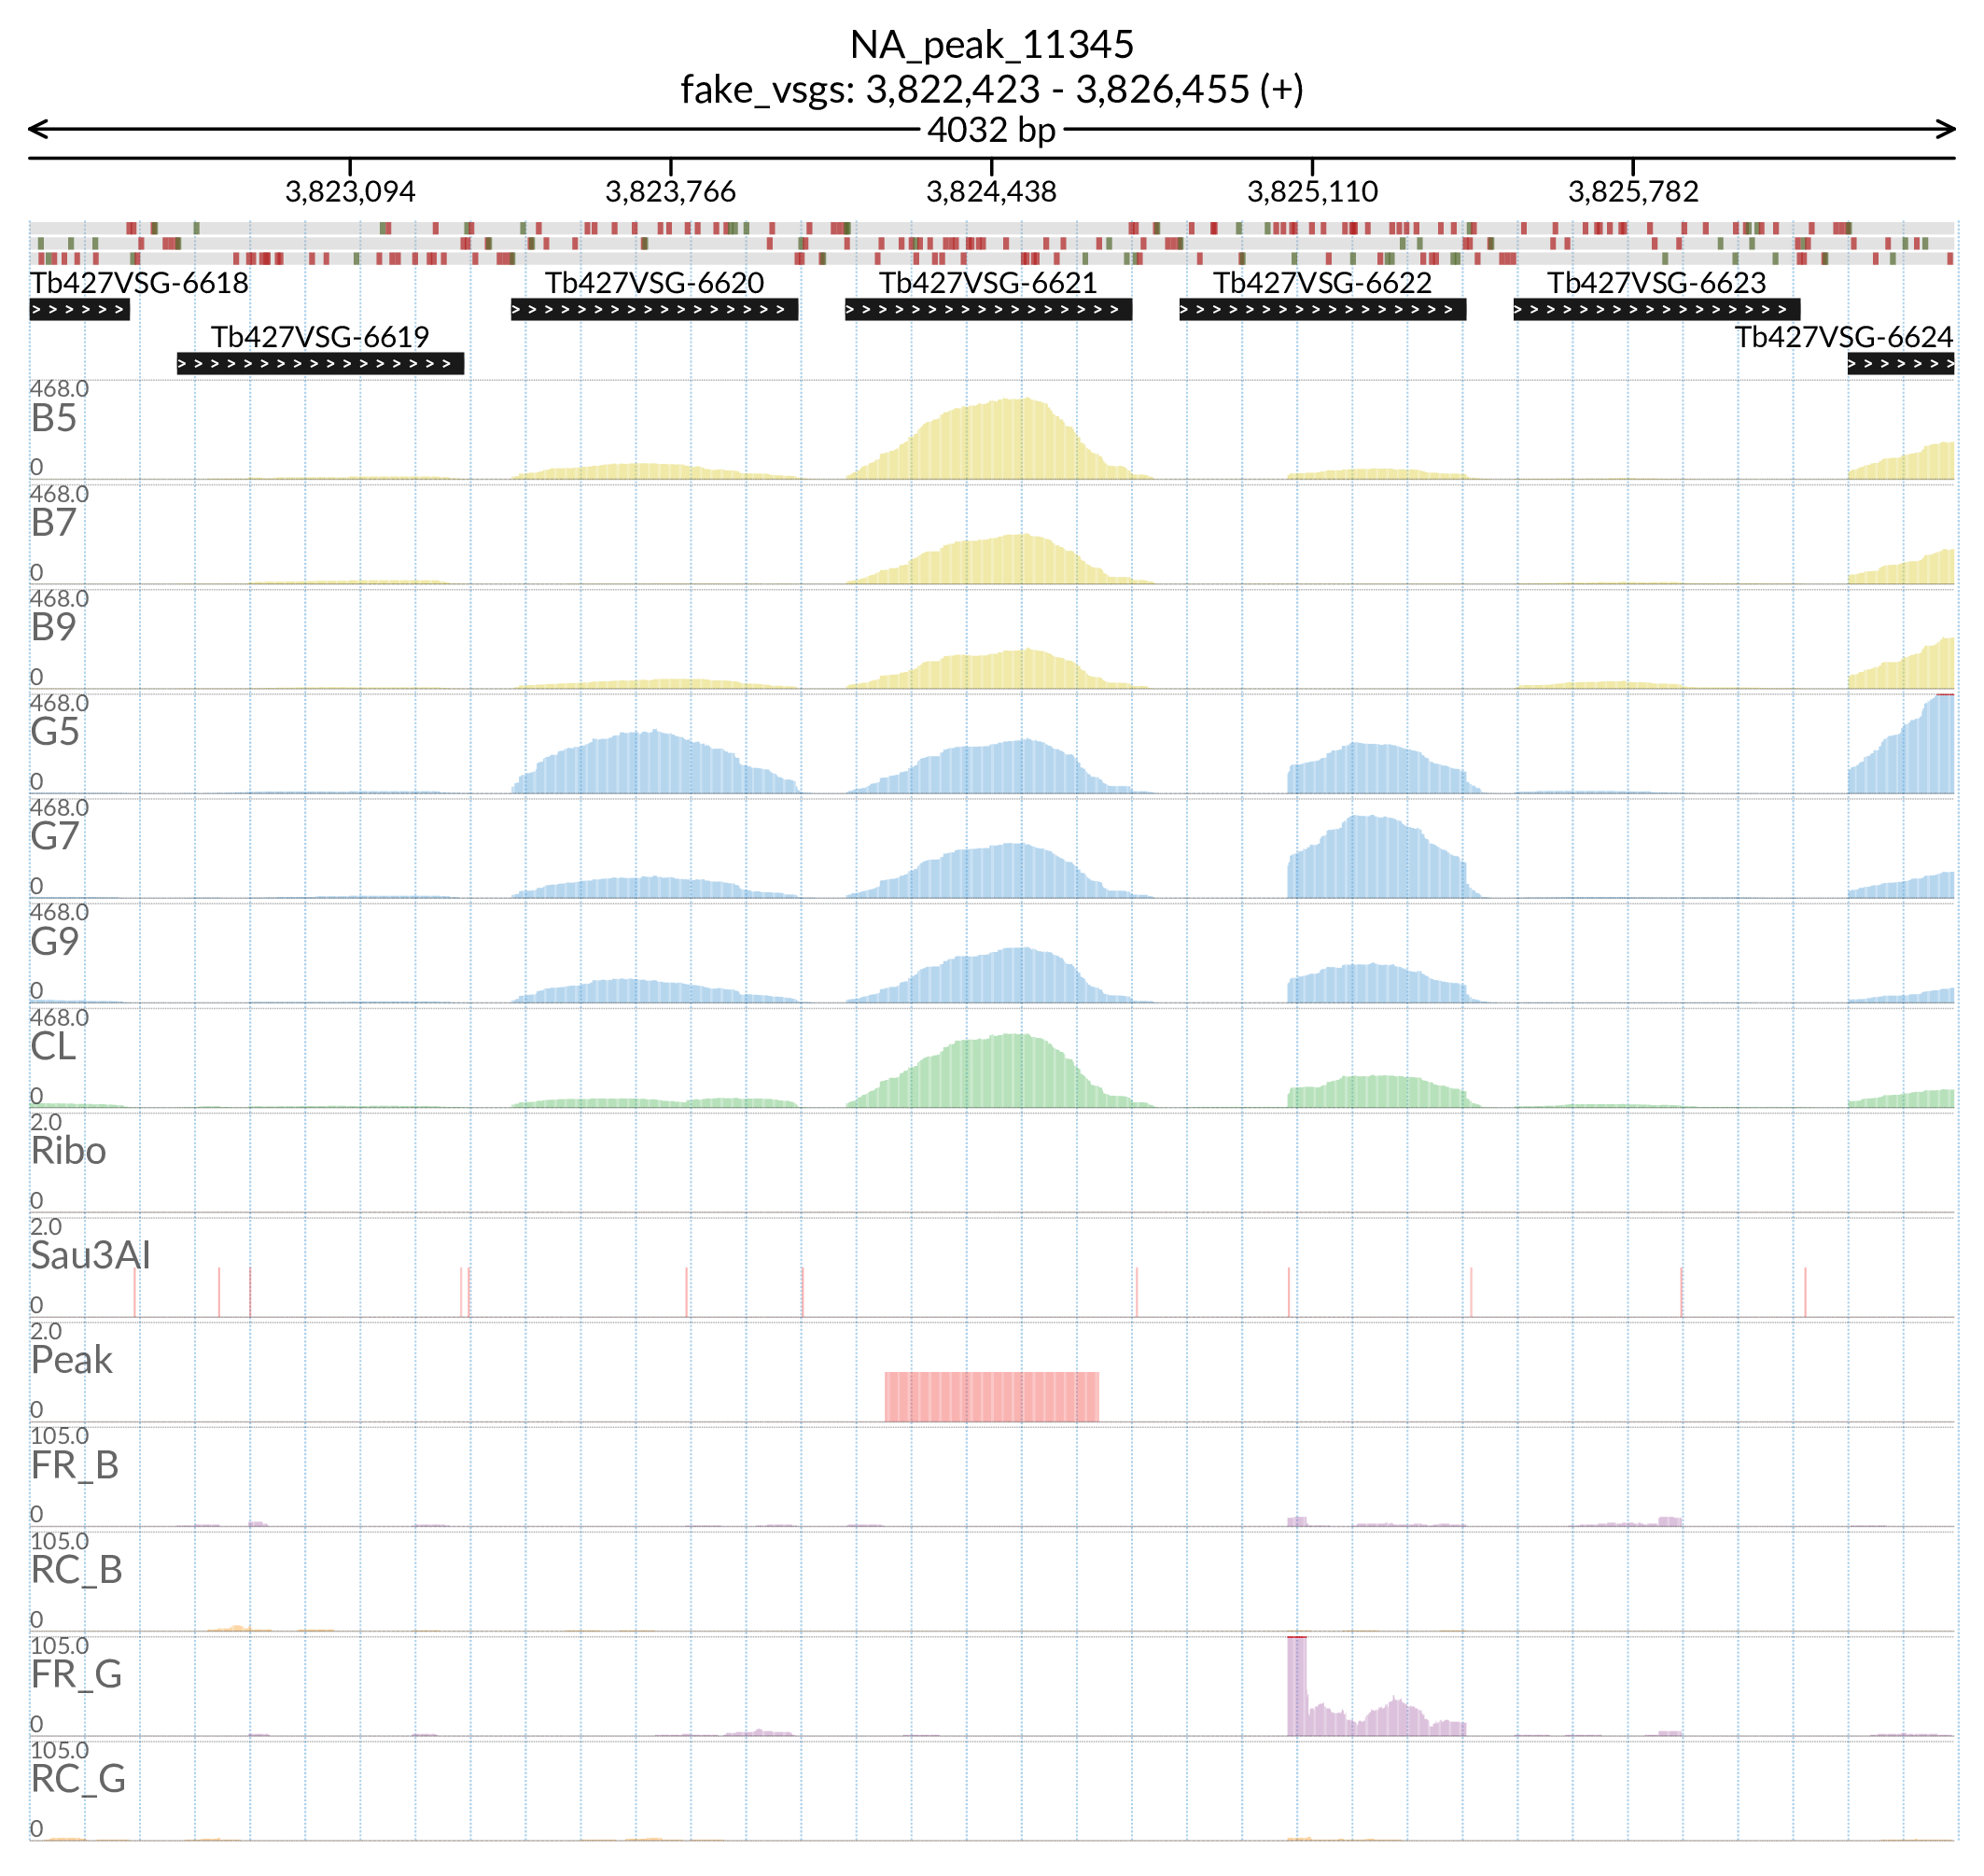 NA_peak_11345
fake_vsgs: 3,822,423 - 3,826,455 (+)
4032 bp
3,823,094 3,823,766 3,824,438 3,825,110 3,825,782
Tb427VSG-6618 Tb427VSG-6620 Tb427VSG-6621 Tb427VSG-6622 Tb427VSG-6623
Tb427VSG-6619 Tb427VSG-6624
468.0
B5
0
468.0
B7
0
468.0
B9
0
468.0
G5
0
468.0
G7
0
468.0
G9
0
468.0
CL
0
2.0
Ribo
0
2.0
Sau3AI
0
2.0
Peak
0
105.0
FR_B
0
105.0
RC_B
0
105.0
FR_G
0
105.0
RC_G
0